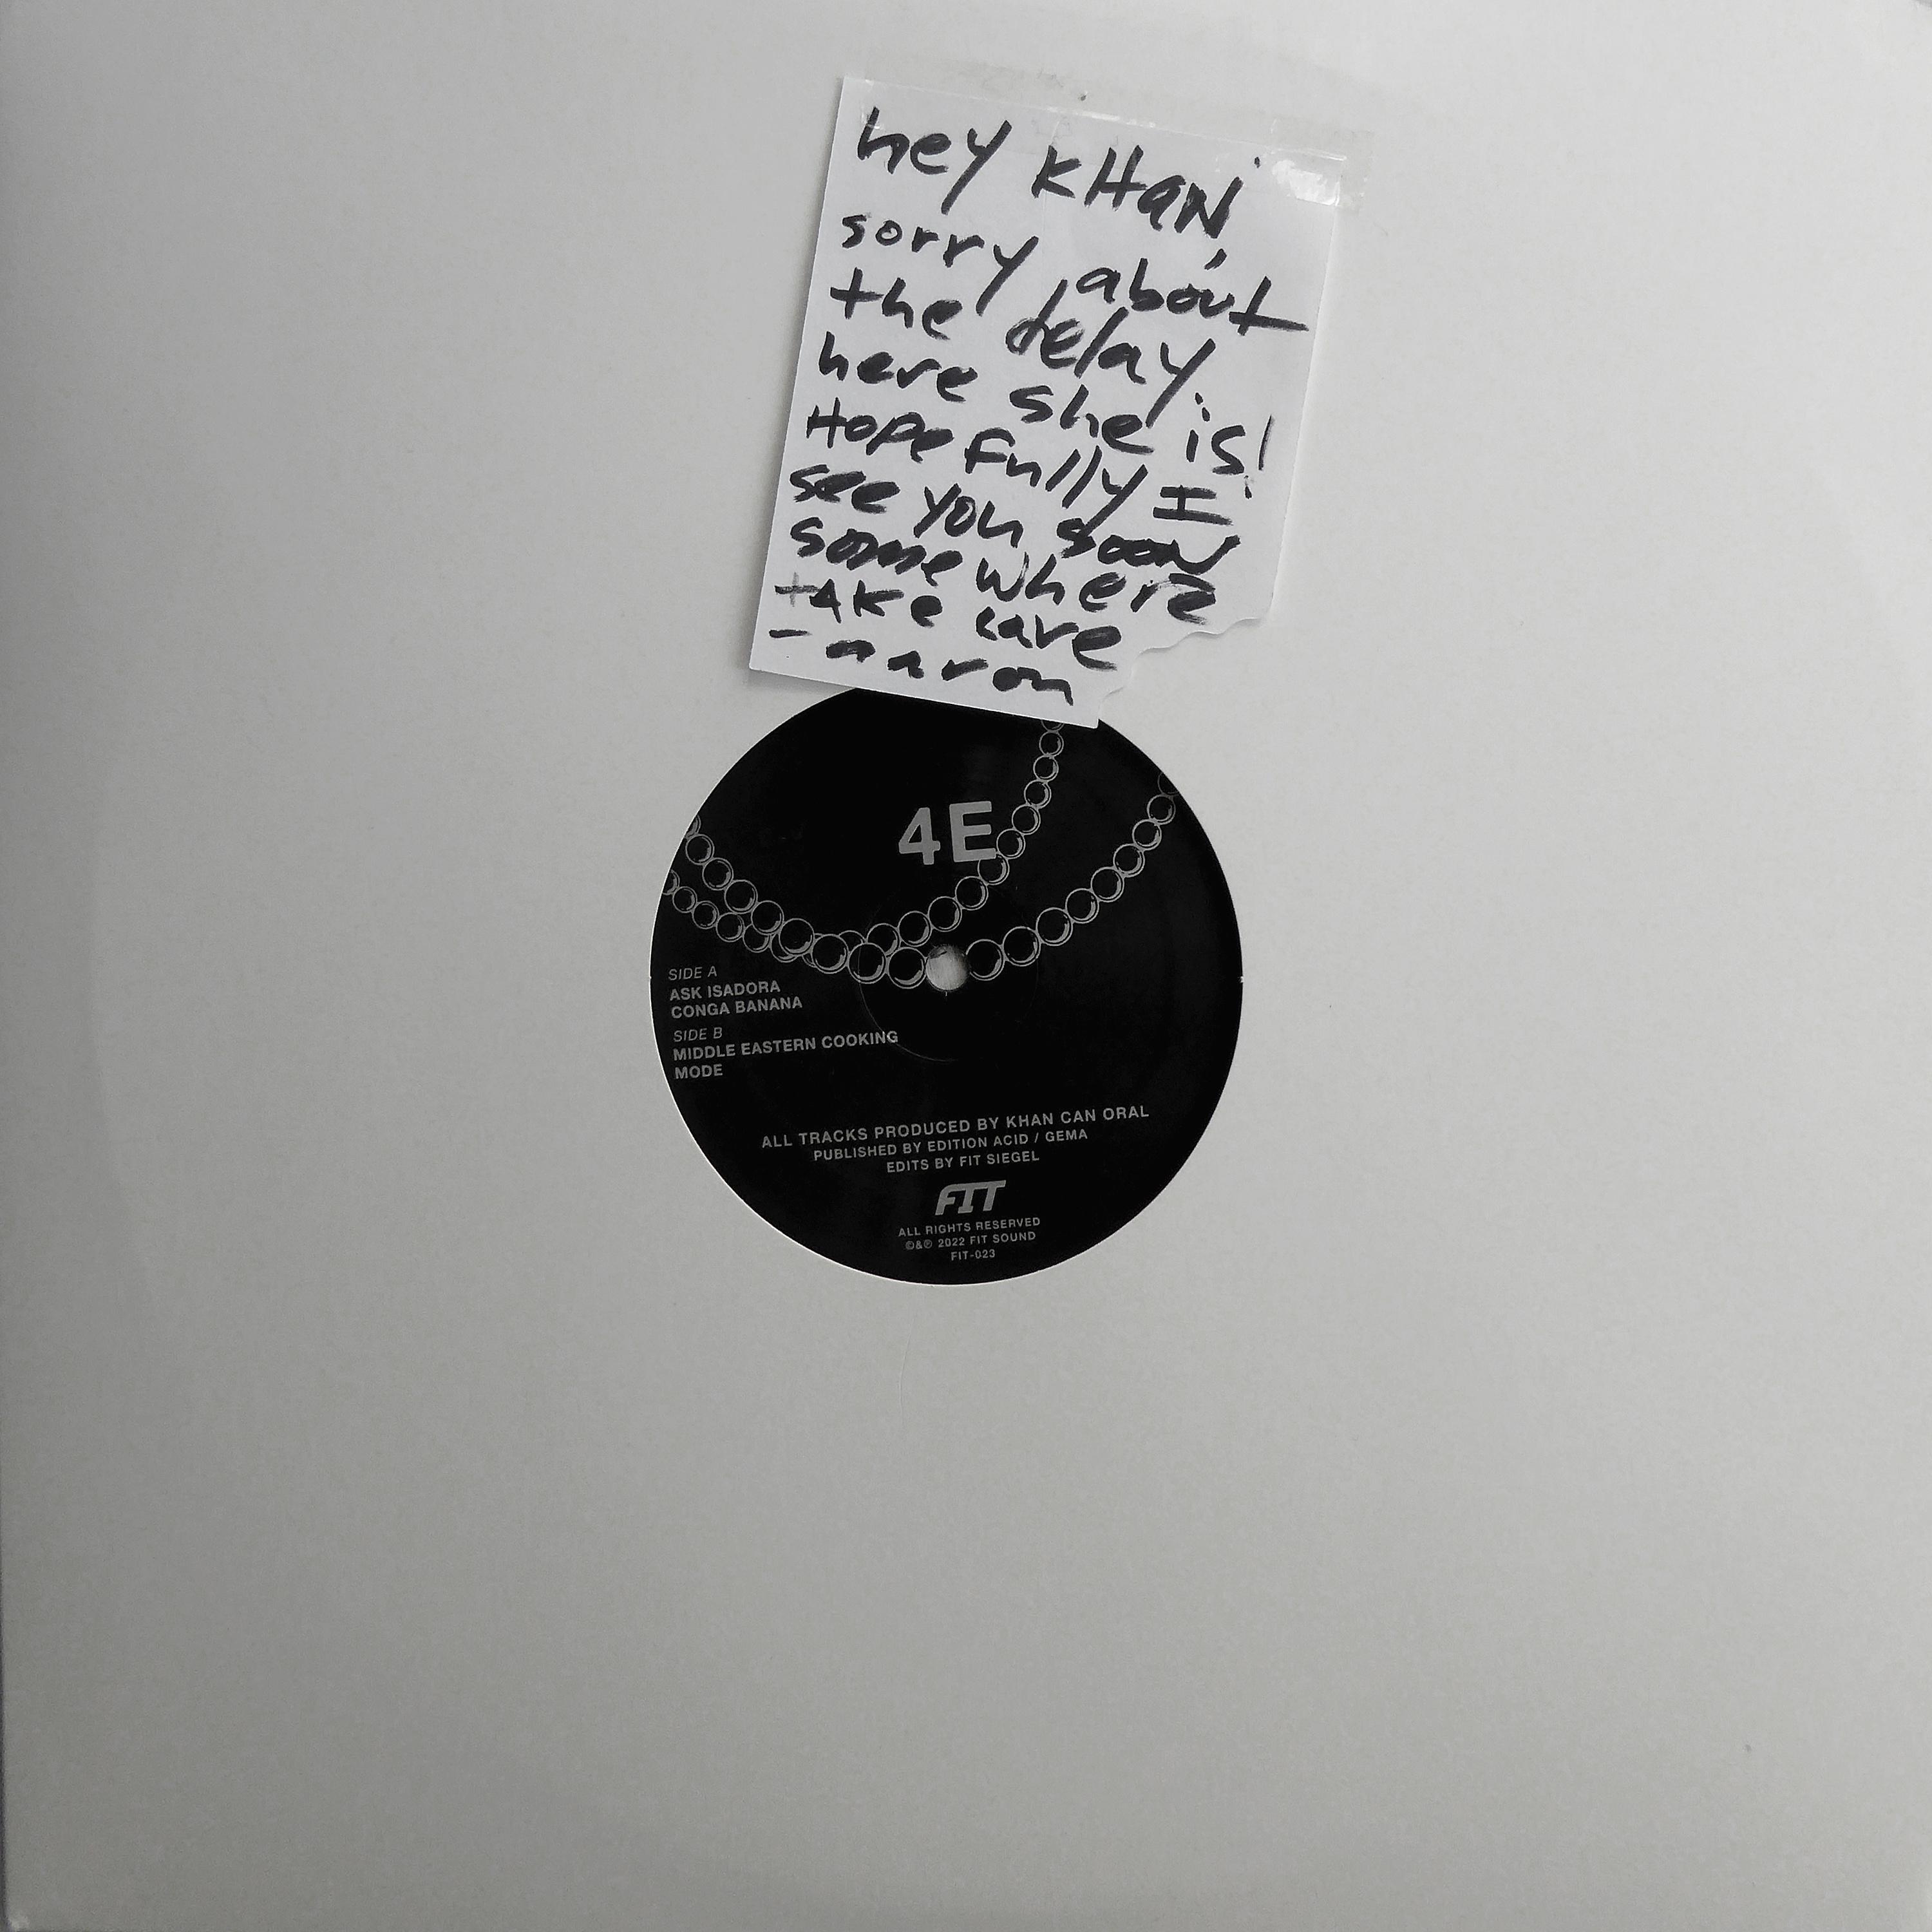 hey KHaN,
sorry about
the delay.
here she is!
Hopefully I
see you soon
somewhere
tAke care
- aaron
4E
SIDE A
ASK ISADORA
CONGA BANANA
SIDE B
MIDDLE EASTERN COOKING
MODE
ALL TRACKS PRODUCED BY KHAN CAN ORAL
PUBLISHED BY EDITION ACID / GEMA
EDITS BY FIT SIEGEL
FIT
ALL RIGHTS RESERVED
©&℗ 2022 FIT SOUND
FIT-023